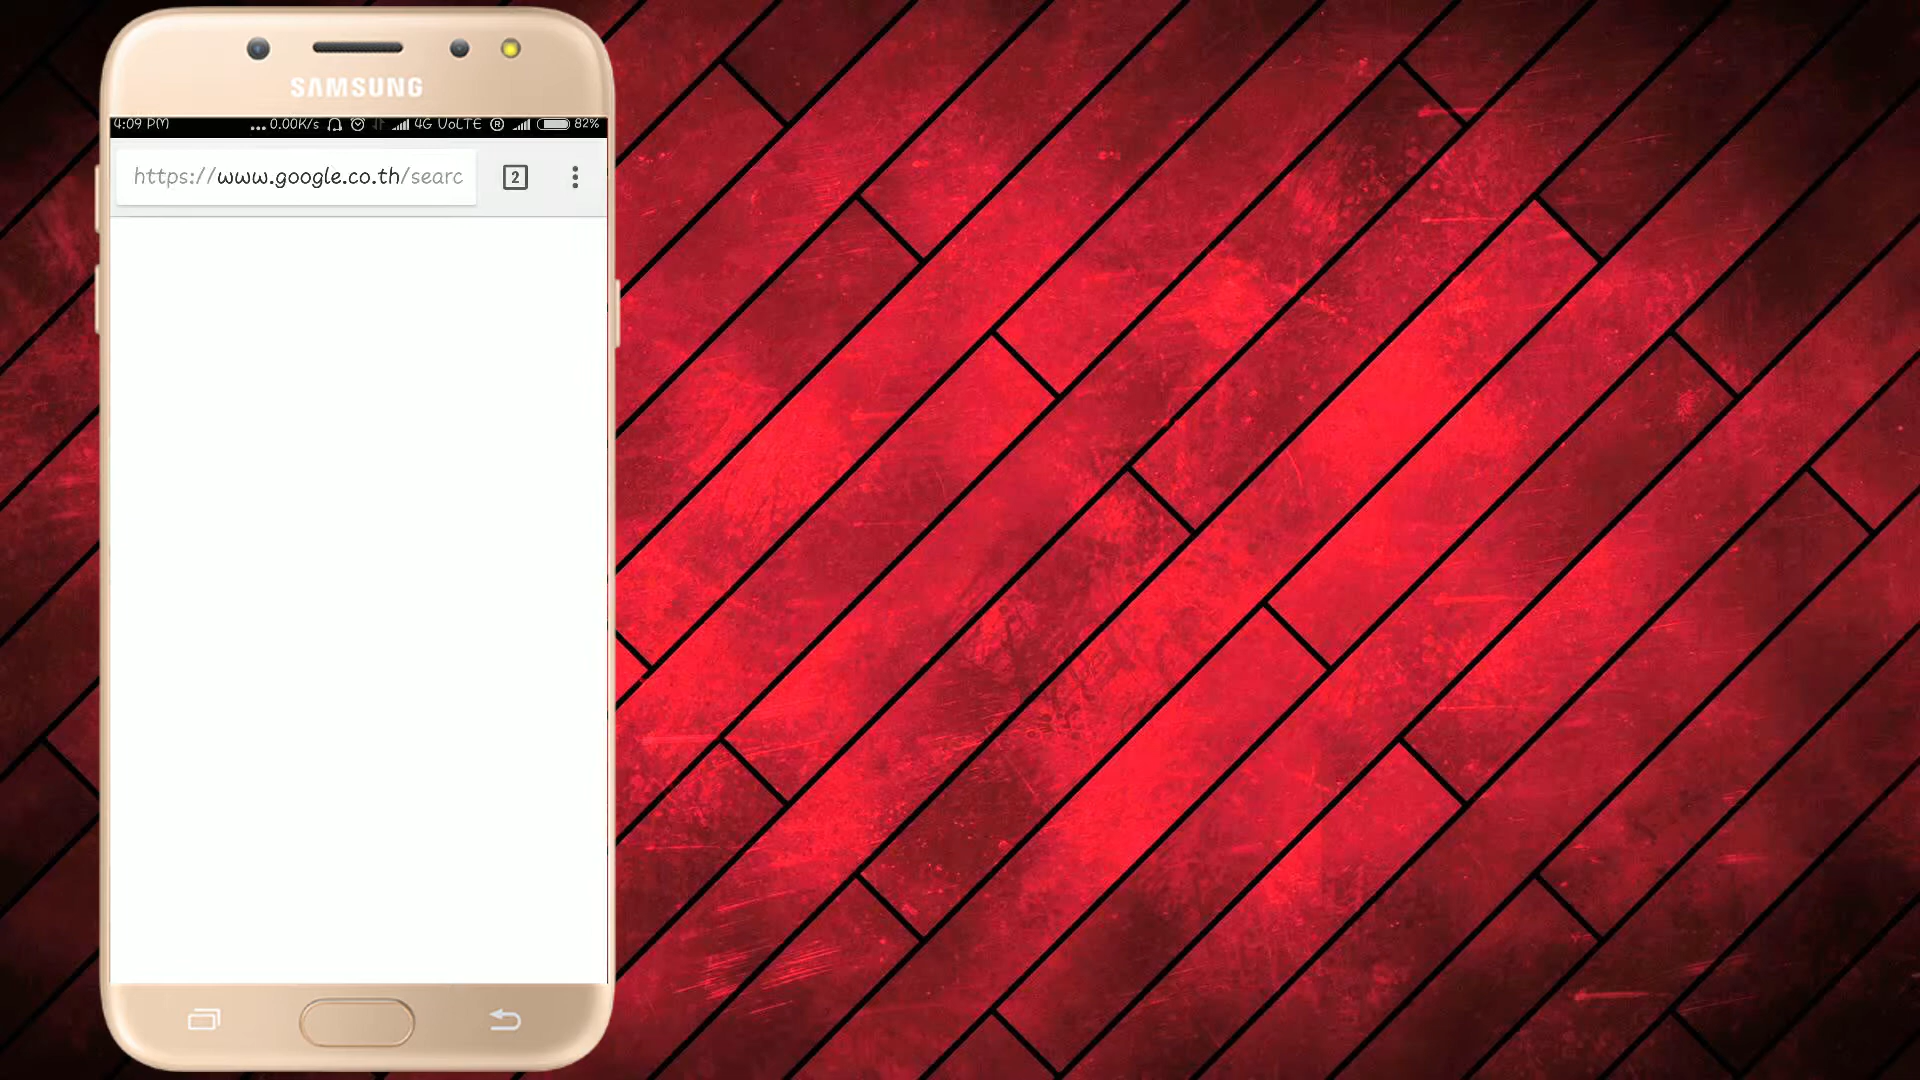 SAMSUNG
4:09 PM ...0.00K/s 4G VoLTE R 82%
https://www.google.co.th/searc 2